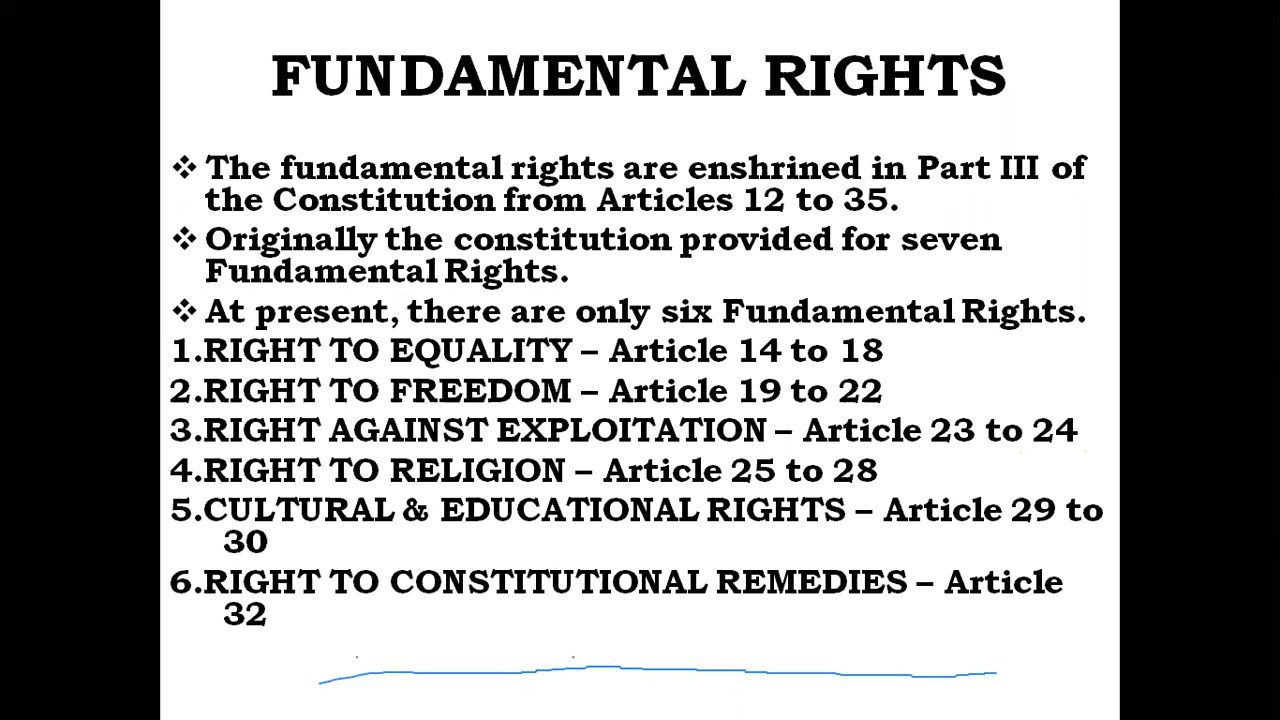 FUNDAMENTAL RIGHTS
❖ The fundamental rights are enshrined in Part III of
the Constitution from Articles 12 to 35.
❖ Originally the constitution provided for seven
Fundamental Rights.
❖ At present, there are only six Fundamental Rights.
1.RIGHT TO EQUALITY – Article 14 to 18
2.RIGHT TO FREEDOM – Article 19 to 22
3.RIGHT AGAINST EXPLOITATION – Article 23 to 24
4.RIGHT TO RELIGION – Article 25 to 28
5.CULTURAL & EDUCATIONAL RIGHTS – Article 29 to
30
6.RIGHT TO CONSTITUTIONAL REMEDIES – Article
32